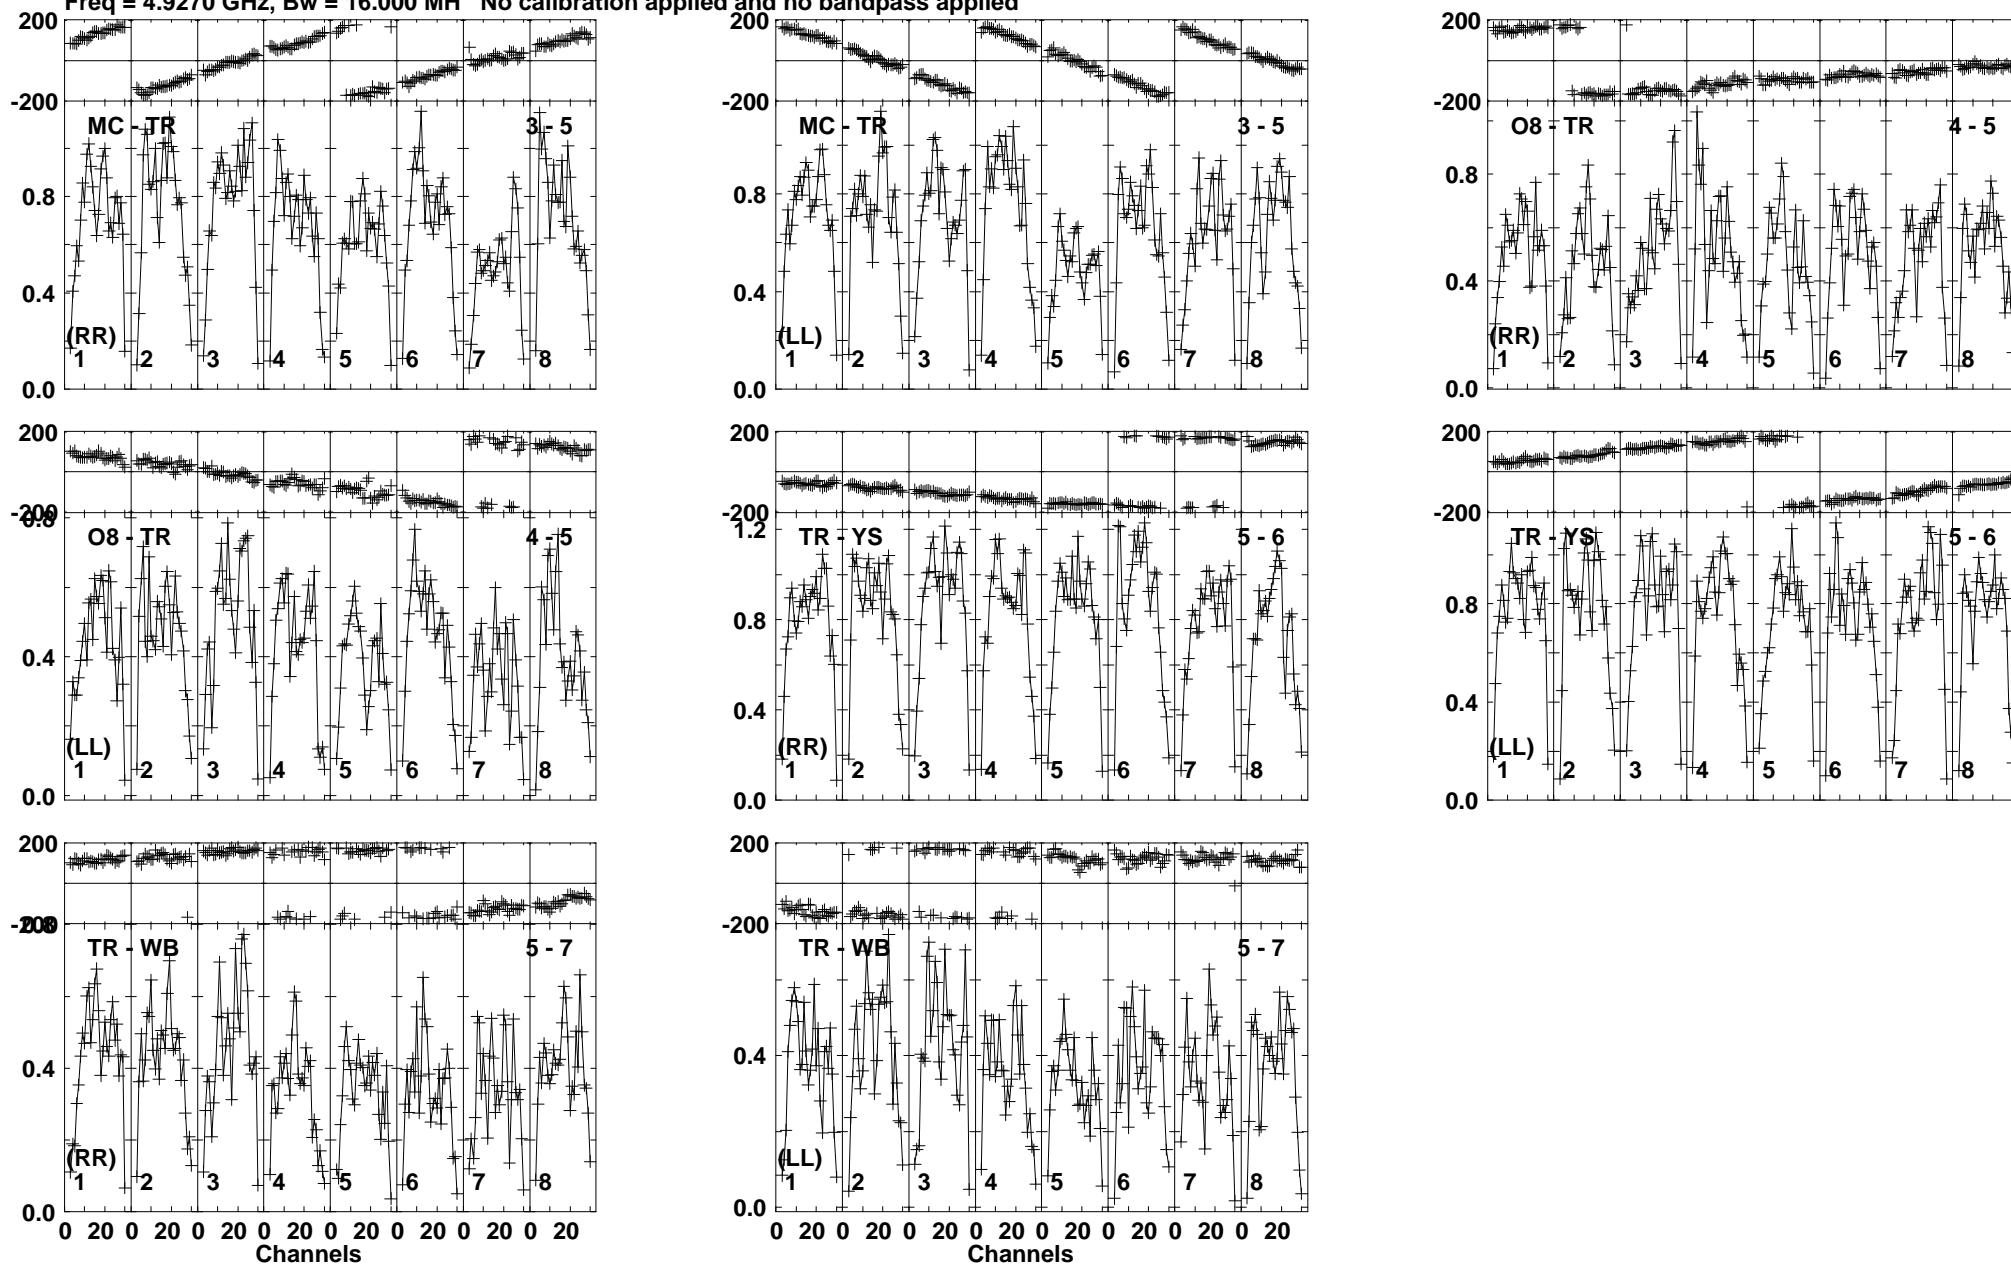 Freq = 4.9270 GHz, Bw = 16.000 MH No calibration applied and no bandpass applied
200 200 200
-200 -200 -200
MC - TR 3 - 5 MC - TR 3 - 5 O8 - TR 4 - 5
0.8 0.8 0.8
0.4 0.4 0.4
(RR) (LL) (RR)
1 2 3 4 5 6 7 8 1 2 3 4 5 6 7 8 1 2 3 4 5 6 7 8
0.0 0.0 0.0
200 200 200
-200 -200 -200
0.8 1.2
O8 - TR 4 - 5 TR - YS 5 - 6 TR - YS 5 - 6
0.8 0.8
0.4 0.4 0.4
(LL) (RR) (LL)
1 2 3 4 5 6 7 8 1 2 3 4 5 6 7 8 1 2 3 4 5 6 7 8
0.0 0.0 0.0
200 200
-200 -200
0.8
TR - WB 5 - 7 TR - WB 5 - 7
0.4 0.4
(RR) (LL)
1 2 3 4 5 6 7 8 1 2 3 4 5 6 7 8
0.0 0.0
0 20 0 20 0 20 0 20 0 20 0 20 0 20 0 20 0 20 0 20 0 20 0 20 0 20 0 20 0 20 0 20
Channels Channels